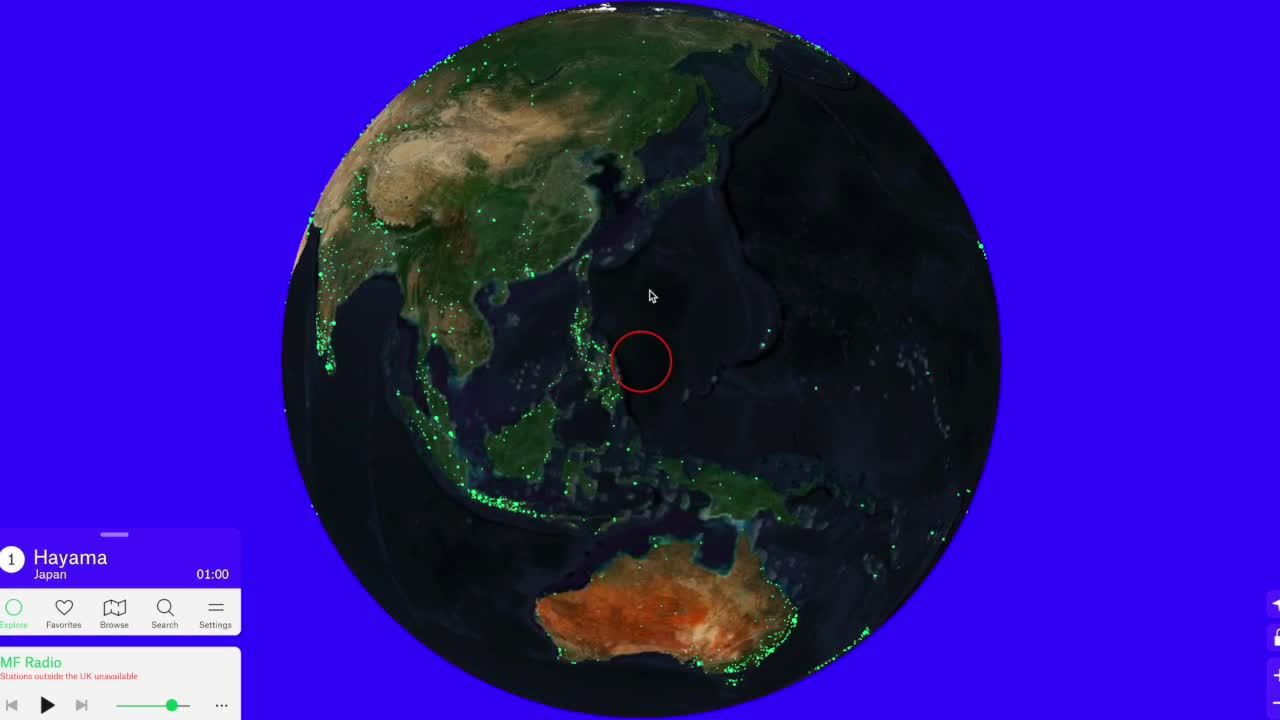 1
Hayama
Japan
01:00
Explore
Favorites
Browse
Search
Settings
MF Radio
Stations outside the UK unavailable